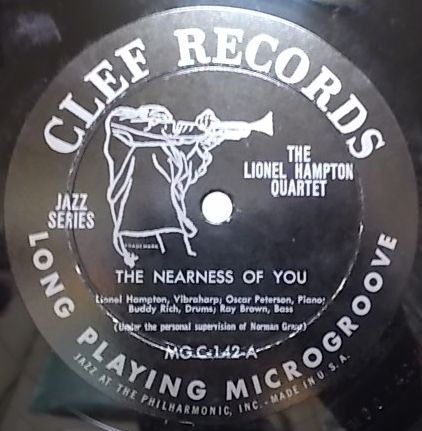 CLEF RECORDS
JAZZ
SERIES
THE
LIONEL HAMPTON
QUARTET
TRADEMARK
THE NEARNESS OF YOU
Lionel Hampton, Vibraharp; Oscar Peterson, Piano;
Buddy Rich, Drums; Ray Brown, Bass
(Under the personal supervision of Norman Granz)
MG C-142-A
LONG PLAYING MICROGROOVE
JAZZ AT THE PHILHARMONIC, INC. - MADE IN U.S.A.